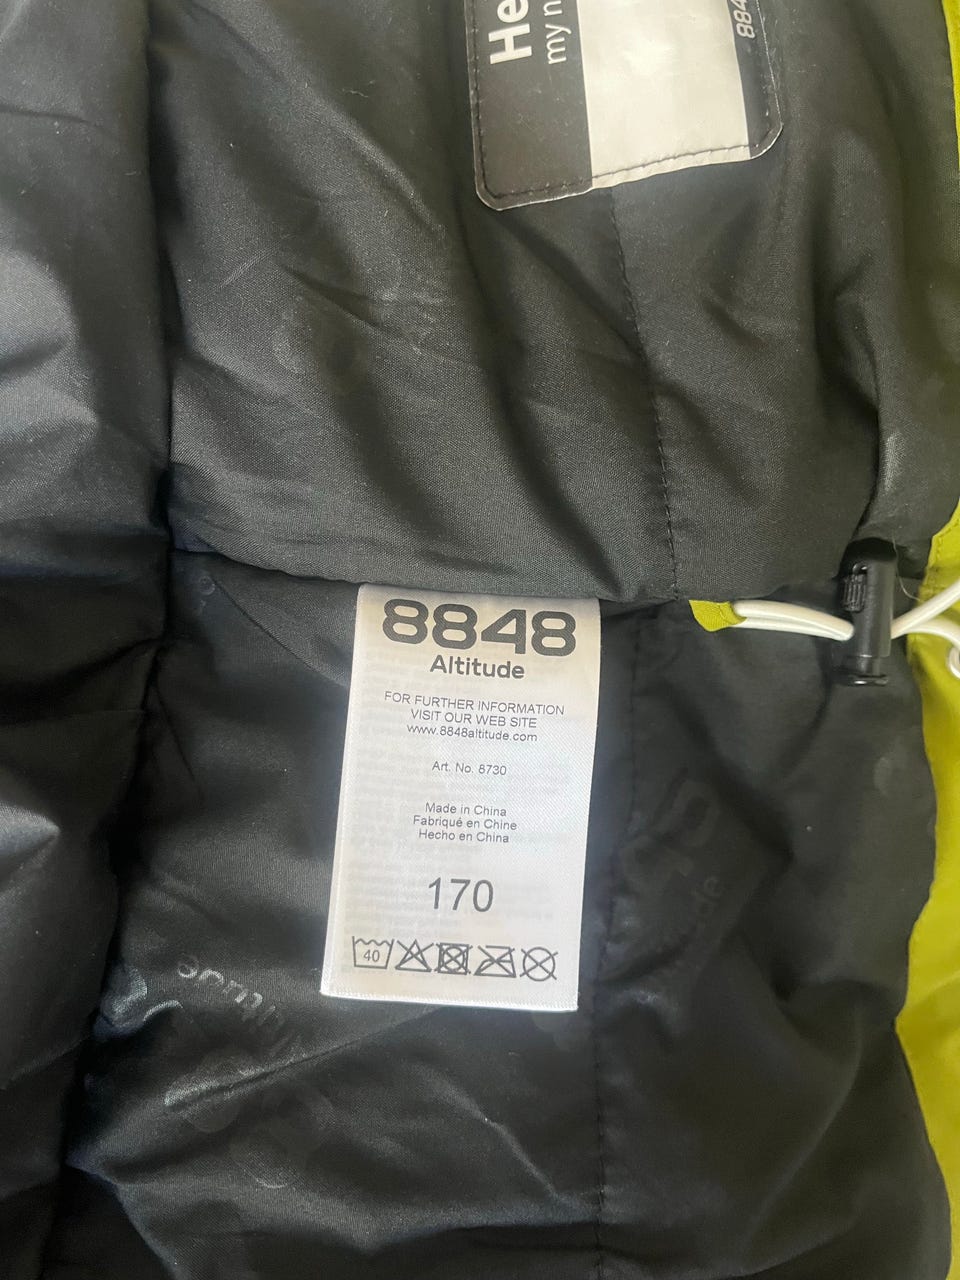 He
my n
884
8848
Altitude
FOR FURTHER INFORMATION
VISIT OUR WEB SITE
www.8848altitude.com
Art. No. 8730
Made in China
Fabriqué en Chine
Hecho en China
170
40